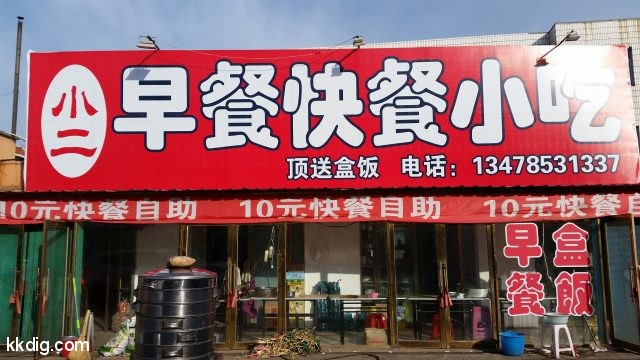 小二
早餐快餐小吃
顶送盒饭 电话：13478531337
10元快餐自助 10元快餐自助 10元快餐自
早餐 盒飯
kkdig.com